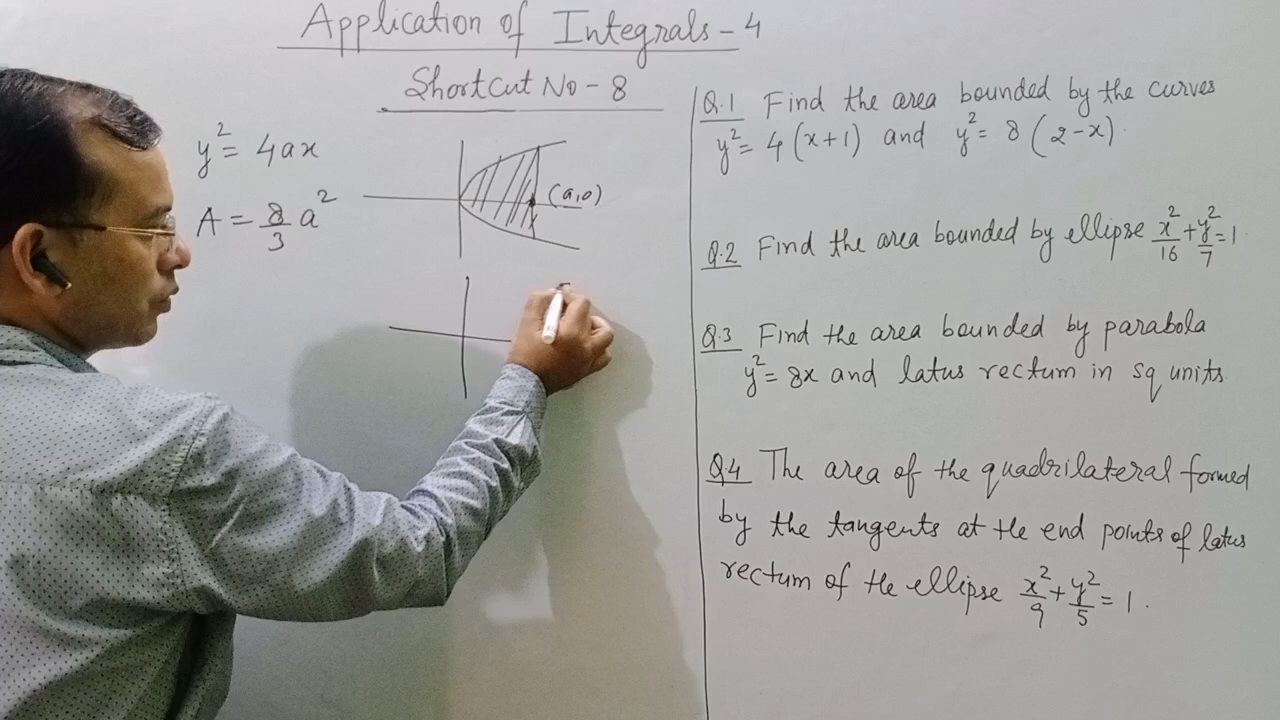 Application of Integrals - 4
Shortcut No - 8
y² = 4ax
A = 8/3 a²
(a,0)
Q.1 Find the area bounded by the curves
y² = 4(x+1) and y² = 8(2-x).
Q.2 Find the area bounded by ellipse x²/16 + y²/7 = 1.
Q.3 Find the area bounded by parabola
y² = 8x and latus rectum in sq units
Q.4 The area of the quadrilateral formed
by the tangents at the end points of latus
rectum of the ellipse x²/9 + y²/5 = 1.